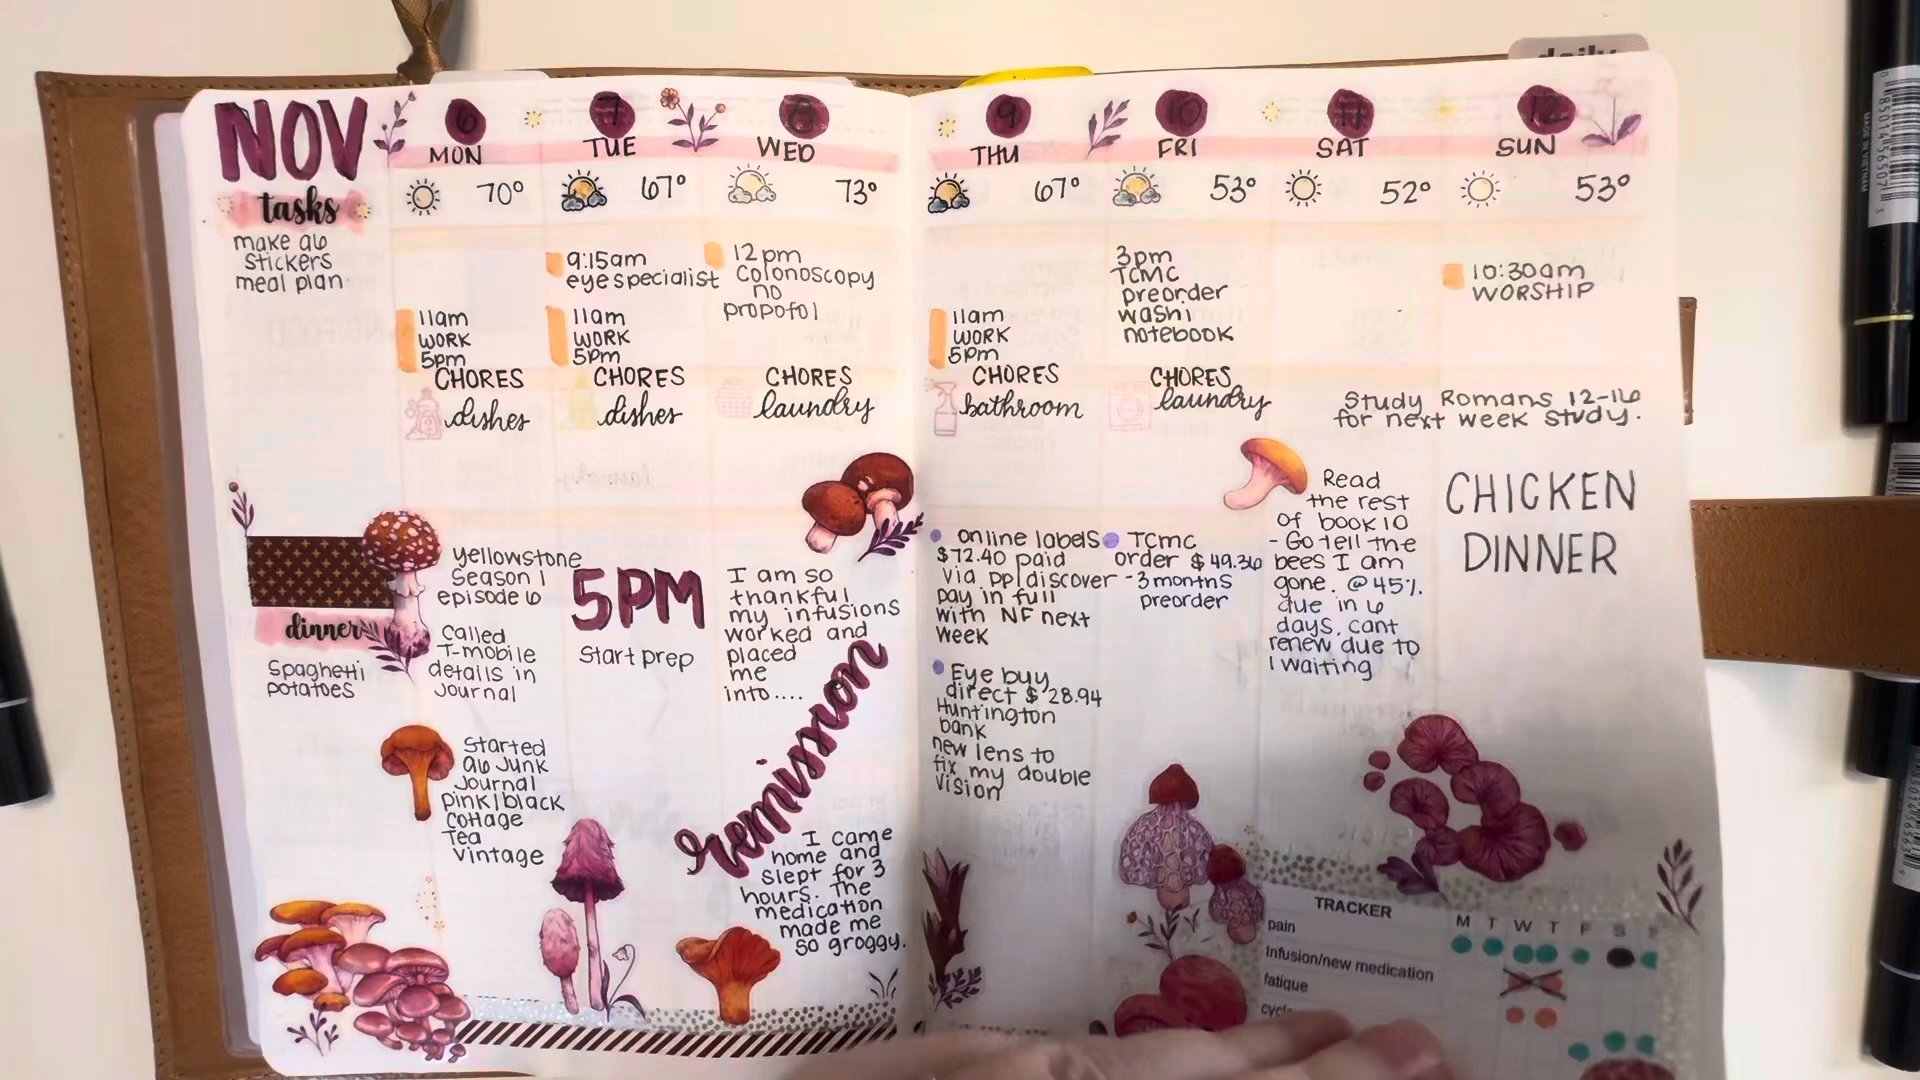 daily
NOV
6
7
8
9
10
11
12
MON
TUE
WED
THU
FRI
SAT
SUN
70°
67°
73°
67°
53°
52°
53°
tasks
make a6
stickers
meal plan
11am
WORK
5pm
CHORES
dishes
9:15am
eye specialist
11am
WORK
5pm
CHORES
dishes
12pm
Colonoscopy
no
propofol
CHORES
laundry
11am
WORK
5pm
CHORES
bathroom
3pm
TCMC
preorder
washi
notebook
CHORES
laundry
10:30am
WORSHIP
Study Romans 12-16
for next week study.
dinner
Spaghetti
potatoes
yellowstone
Season 1
episode 6
Called
T-mobile
details in
Journal
Started
a6 Junk
Journal
pink/black
Cottage
Tea
Vintage
5PM
Start prep
I am so
thankful
my infusions
worked and
placed
me
into....
remission
I came
home and
slept for 3
hours. The
medication
made me
so groggy.
online labels
$72.40 paid
via pp/discover
pay in full
with NF next
week
Eye buy
direct $28.94
Huntington
bank
new lens to
fix my double
vision
TCMC
order $49.36
-3 months
preorder
Read
the rest
of book 10
- Go tell the
bees I am
gone. @45%.
due in 6
days, cant
renew due to
1 waiting
CHICKEN
DINNER
TRACKER
M T W T F S S
pain
Infusion/new medication
fatigue
MADE IN VIETNAM